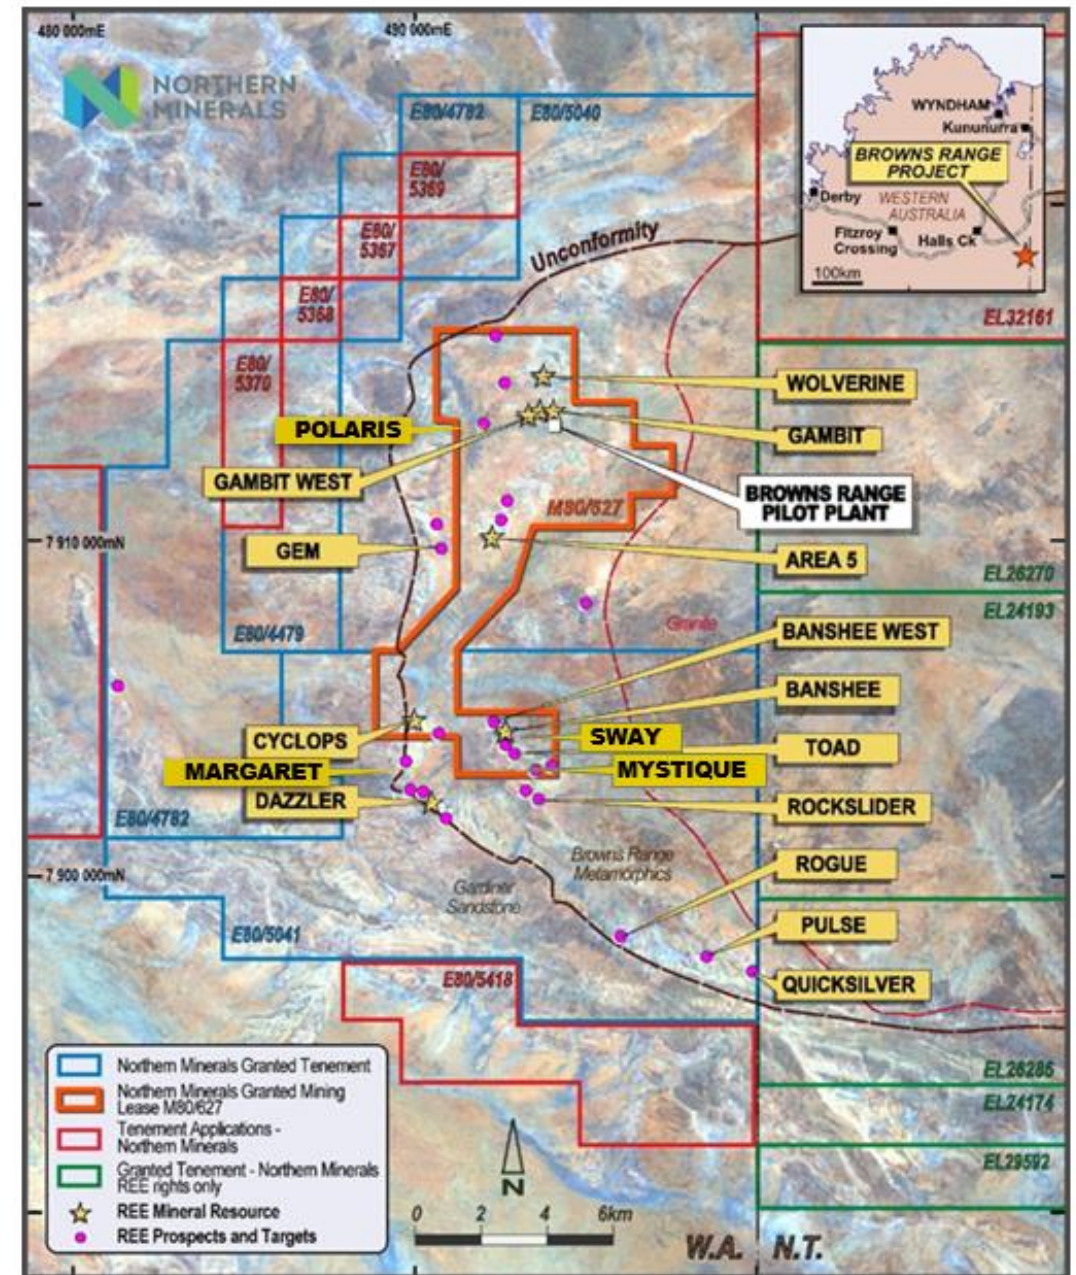 480 000mE
490 000mE
NORTHERN
MINERALS
E80/4782
E80/5040
WYNDHAM
Kununurra
BROWNS RANGE
PROJECT
Derby
WESTERN
AUSTRALIA
Fitzroy
Crossing
Halls Ck
100km
E80/
5369
E80/
5367
Unconformity
E80/
5368
EL32161
E80/
5370
WOLVERINE
POLARIS
GAMBIT
GAMBIT WEST
BROWNS RANGE
PILOT PLANT
M80/627
7 910 000mN
GEM
AREA 5
EL26270
EL24193
E80/4479
Granite
BANSHEE WEST
BANSHEE
CYCLOPS
SWAY
TOAD
MARGARET
MYSTIQUE
DAZZLER
ROCKSLIDER
E80/4782
Browns Range
Metamorphics
ROGUE
7 900 000mN
Gardiner
Sandstone
PULSE
E80/5041
E80/5418
QUICKSILVER
Northern Minerals Granted Tenement
Northern Minerals Granted Mining
Lease M80/627
Tenement Applications -
Northern Minerals
Granted Tenement - Northern Minerals
REE rights only
REE Mineral Resource
REE Prospects and Targets
EL26286
EL24174
EL29592
N
0 2 4 6km
W.A. N.T.